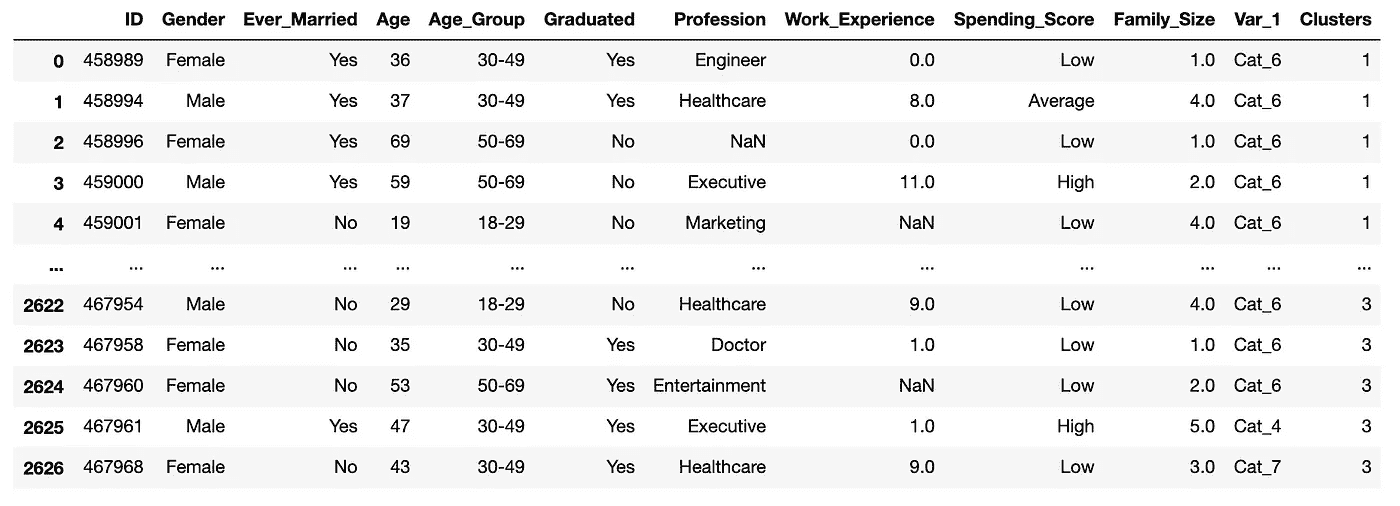 ID Gender Ever_Married Age Age_Group Graduated Profession Work_Experience Spending_Score Family_Size Var_1 Clusters
0 458989 Female Yes 36 30-49 Yes Engineer 0.0 Low 1.0 Cat_6 1
1 458994 Male Yes 37 30-49 Yes Healthcare 8.0 Average 4.0 Cat_6 1
2 458996 Female Yes 69 50-69 No NaN 0.0 Low 1.0 Cat_6 1
3 459000 Male Yes 59 50-69 No Executive 11.0 High 2.0 Cat_6 1
4 459001 Female No 19 18-29 No Marketing NaN Low 4.0 Cat_6 1
... ... ... ... ... ... ... ... ... ... ... ... ...
2622 467954 Male No 29 18-29 No Healthcare 9.0 Low 4.0 Cat_6 3
2623 467958 Female No 35 30-49 Yes Doctor 1.0 Low 1.0 Cat_6 3
2624 467960 Female No 53 50-69 Yes Entertainment NaN Low 2.0 Cat_6 3
2625 467961 Male Yes 47 30-49 Yes Executive 1.0 High 5.0 Cat_4 3
2626 467968 Female No 43 30-49 Yes Healthcare 9.0 Low 3.0 Cat_7 3